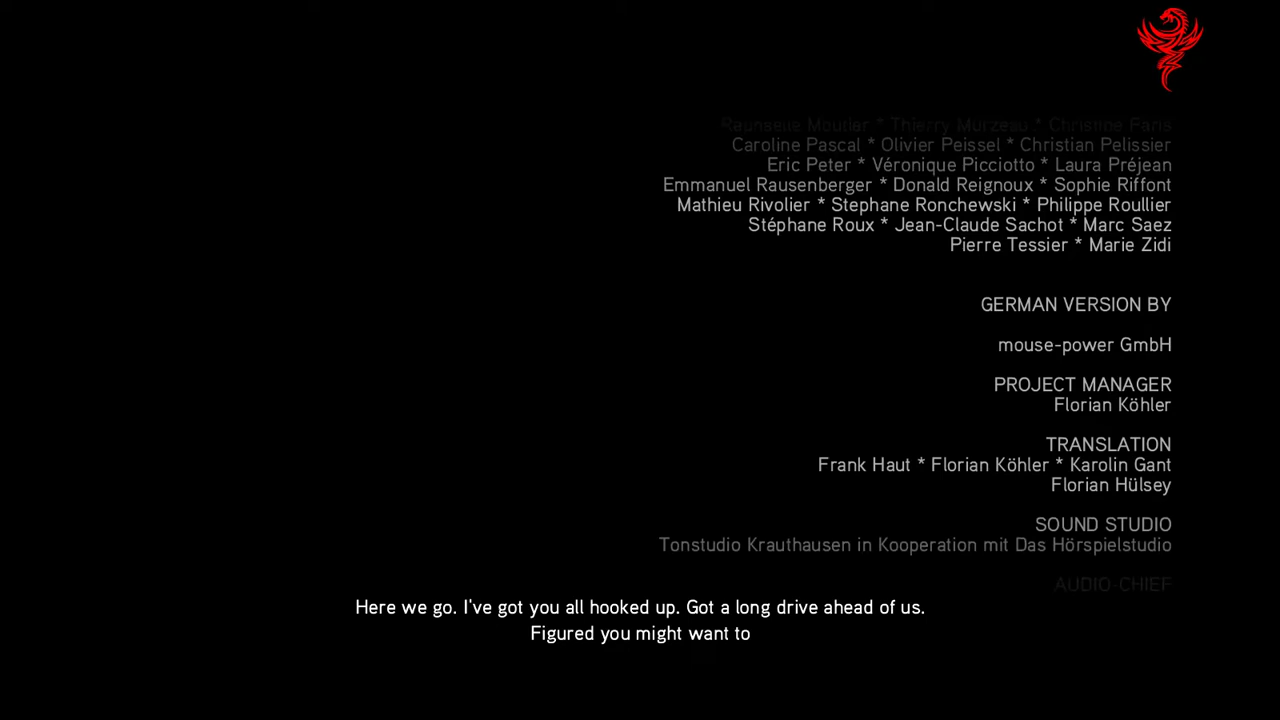 * Thierry Murzeau * Christine Faris
Caroline Pascal * Olivier Peissel * Christian Pelissier
Eric Peter * Véronique Picciotto * Laura Préjean
Emmanuel Rausenberger * Donald Reignoux * Sophie Riffont
Mathieu Rivolier * Stephane Ronchewski * Philippe Roullier
Stéphane Roux * Jean-Claude Sachot * Marc Saez
Pierre Tessier * Marie Zidi
GERMAN VERSION BY
mouse-power GmbH
PROJECT MANAGER
Florian Köhler
TRANSLATION
Frank Haut * Florian Köhler * Karolin Gant
Florian Hülsey
SOUND STUDIO
Tonstudio Krauthausen in Kooperation mit Das Hörspielstudio
AUDIO-CHIEF
Here we go. I've got you all hooked up. Got a long drive ahead of us.
Figured you might want to